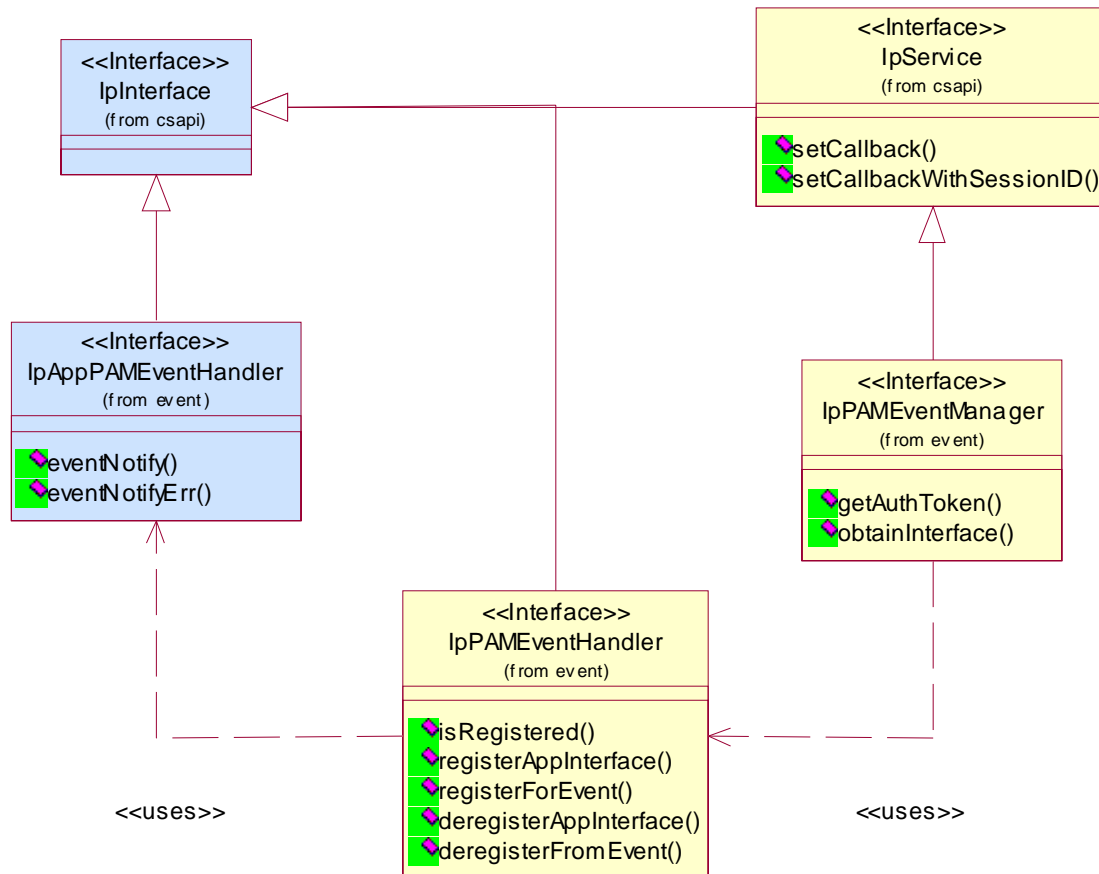 <<Interface>>
IpInterface
(from csapi)
<<Interface>>
IpService
(from csapi)
setCallback()
setCallbackWithSessionID()
<<Interface>>
IpAppPAMEventHandler
(from event)
eventNotify()
eventNotifyErr()
<<Interface>>
IpPAMEventManager
(from event)
getAuthToken()
obtainInterface()
<<Interface>>
IpPAMEventHandler
(from event)
isRegistered()
registerAppInterface()
registerForEvent()
deregisterAppInterface()
deregisterFromEvent()
<<uses>>
<<uses>>